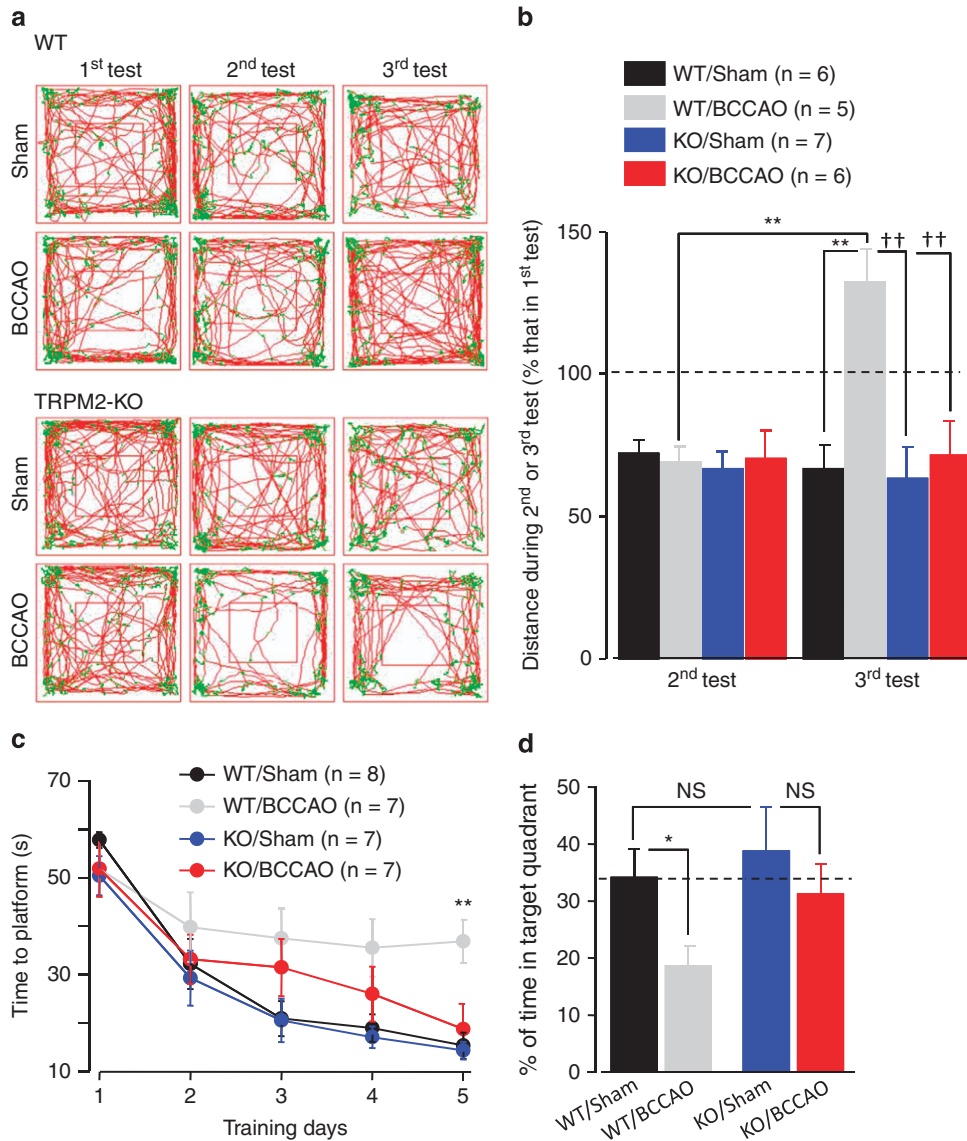 a
WT
1st test 2nd test 3rd test
Sham
BCCAO
TRPM2-KO
Sham
BCCAO
b
WT/Sham (n = 6)
WT/BCCAO (n = 5)
KO/Sham (n = 7)
KO/BCCAO (n = 6)
Distance during 2nd or 3rd test (% that in 1st test)
150
100
50
0
**
** †† ††
2nd test 3rd test
c
WT/Sham (n = 8)
WT/BCCAO (n = 7)
KO/Sham (n = 7)
KO/BCCAO (n = 7)
Time to platform (s)
70
50
30
10
**
1 2 3 4 5
Training days
d
% of time in target quadrant
50
40
30
20
10
0
NS NS
*
WT/Sham WT/BCCAO KO/Sham KO/BCCAO